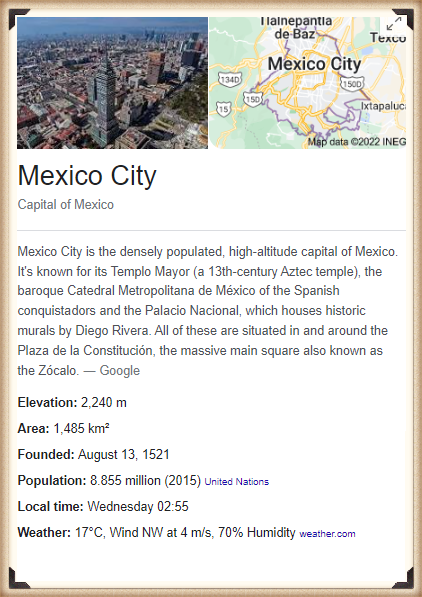 Tlalnepantla
de Baz
Texco
Mexico City
134D
150D
15D
15
Ixtapaluc
Map data ©2022 INEG
Mexico City
Capital of Mexico
Mexico City is the densely populated, high-altitude capital of Mexico.
It's known for its Templo Mayor (a 13th-century Aztec temple), the
baroque Catedral Metropolitana de México of the Spanish
conquistadors and the Palacio Nacional, which houses historic
murals by Diego Rivera. All of these are situated in and around the
Plaza de la Constitución, the massive main square also known as
the Zócalo. — Google
Elevation: 2,240 m
Area: 1,485 km²
Founded: August 13, 1521
Population: 8.855 million (2015) United Nations
Local time: Wednesday 02:55
Weather: 17°C, Wind NW at 4 m/s, 70% Humidity weather.com